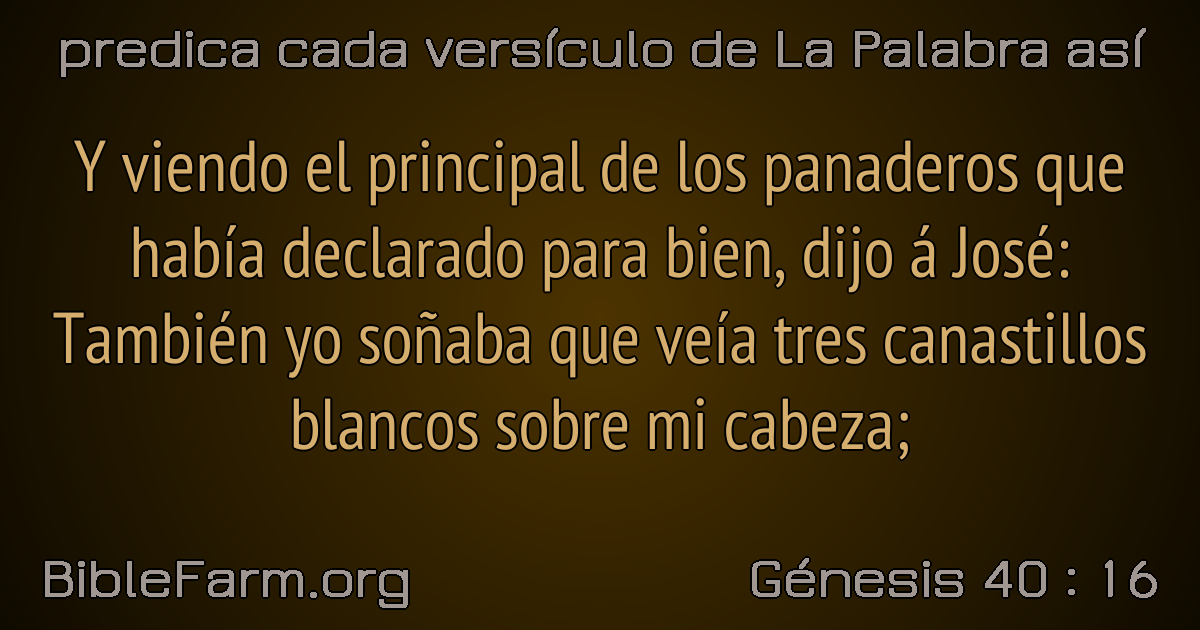 predica cada versículo de La Palabra así
Y viendo el principal de los panaderos que
había declarado para bien, dijo á José:
También yo soñaba que veía tres canastillos
blancos sobre mi cabeza;
BibleFarm.org
Génesis 40 : 16